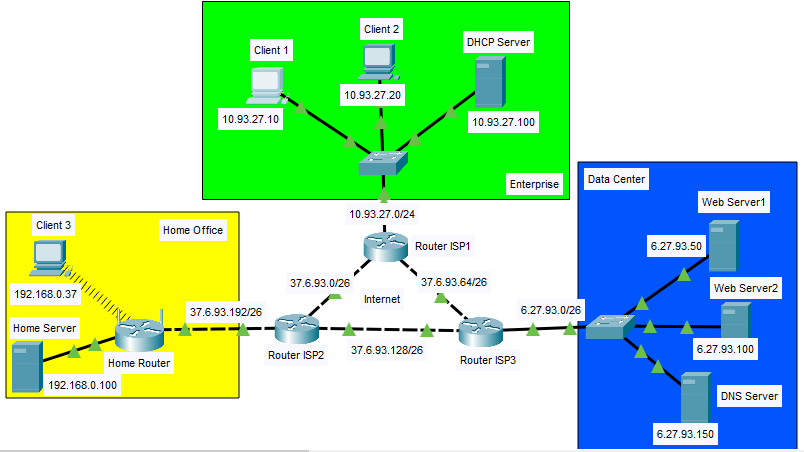 Client 1
Client 2
DHCP Server
10.93.27.10
10.93.27.20
10.93.27.100
Enterprise
10.93.27.0/24
Router ISP1
Data Center
Web Server1
6.27.93.50
Web Server2
6.27.93.100
DNS Server
6.27.93.150
6.27.93.0/26
Client 3
Home Office
192.168.0.37
Home Server
192.168.0.100
Home Router
37.6.93.192/26
37.6.93.0/26
37.6.93.64/26
Internet
Router ISP2
37.6.93.128/26
Router ISP3